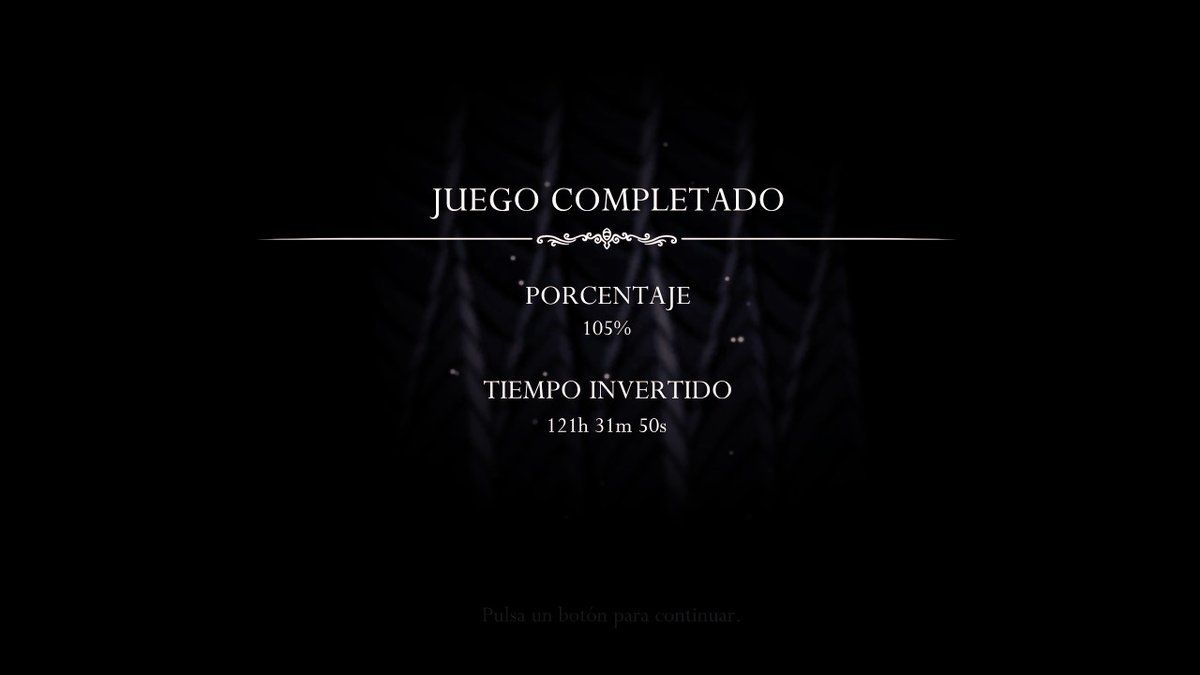 JUEGO COMPLETADO
PORCENTAJE
105%
TIEMPO INVERTIDO
121h 31m 50s
Pulsa un botón para continuar.